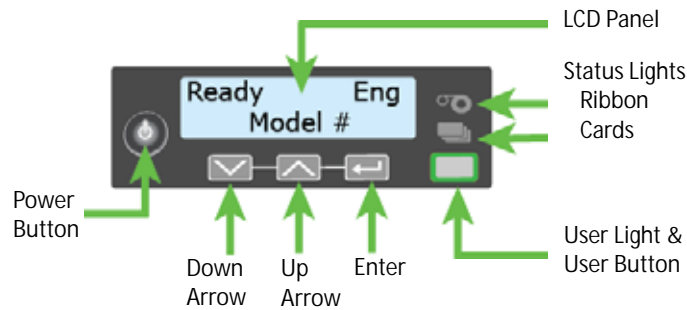 LCD Panel
Status Lights
Ribbon
Cards
Ready Eng
Model #
Power
Button
Down
Arrow
Up
Arrow
Enter
User Light &
User Button